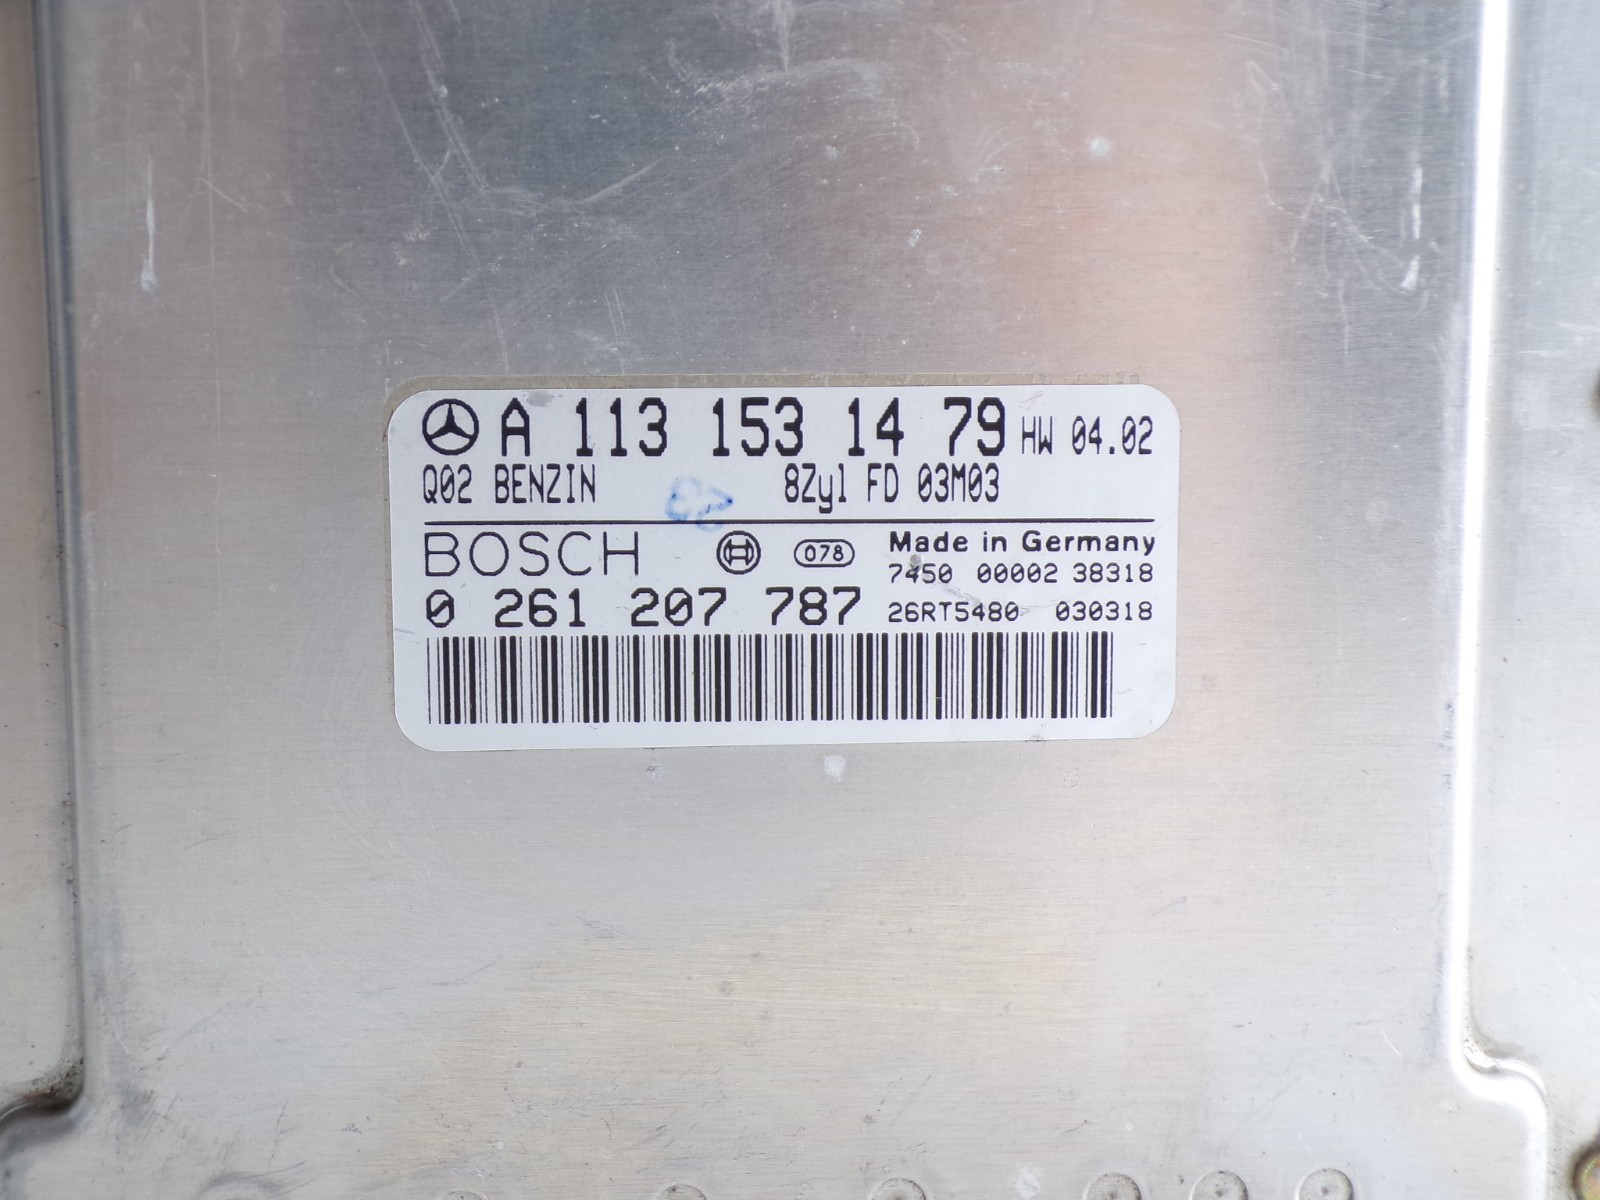 A 113 153 14 79 HW 04.02
Q02 BENZIN 8Zyl FD 03M03
BOSCH 078 Made in Germany
7450 00002 38318
0 261 207 787 26RT5480 030318